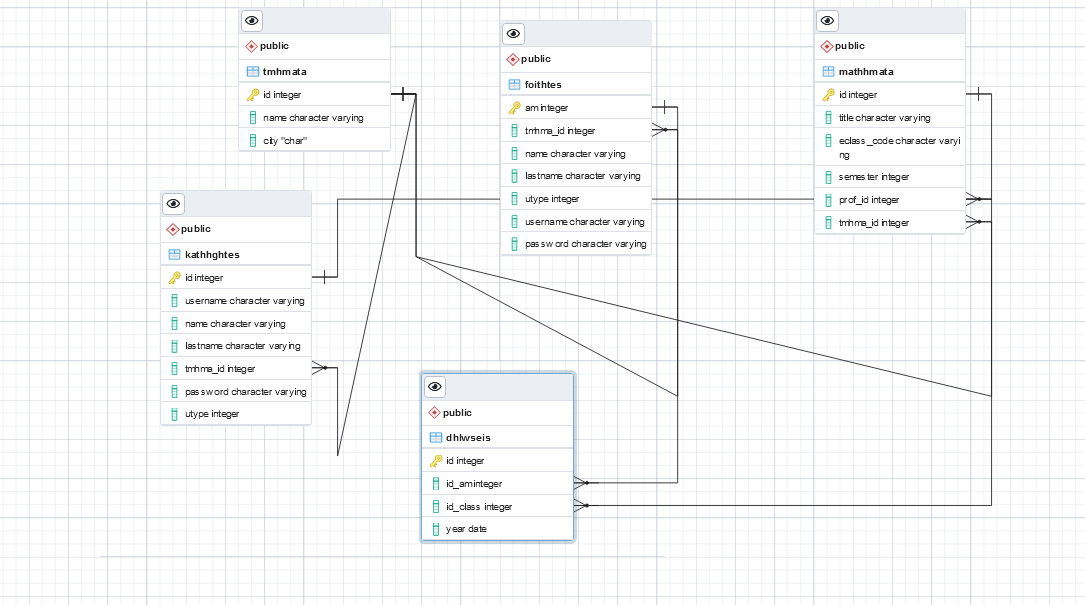 public
tmhmata
id integer
name character varying
city "char"
public
foithtes
am integer
tmhma_id integer
name character varying
lastname character varying
utype integer
username character varying
password character varying
public
mathhmata
id integer
title character varying
eclass_code character varyi
ng
semester integer
prof_id integer
tmhma_id integer
public
kathhghtes
id integer
username character varying
name character varying
lastname character varying
tmhma_id integer
password character varying
utype integer
public
dhlwseis
id integer
id_am integer
id_class integer
year date